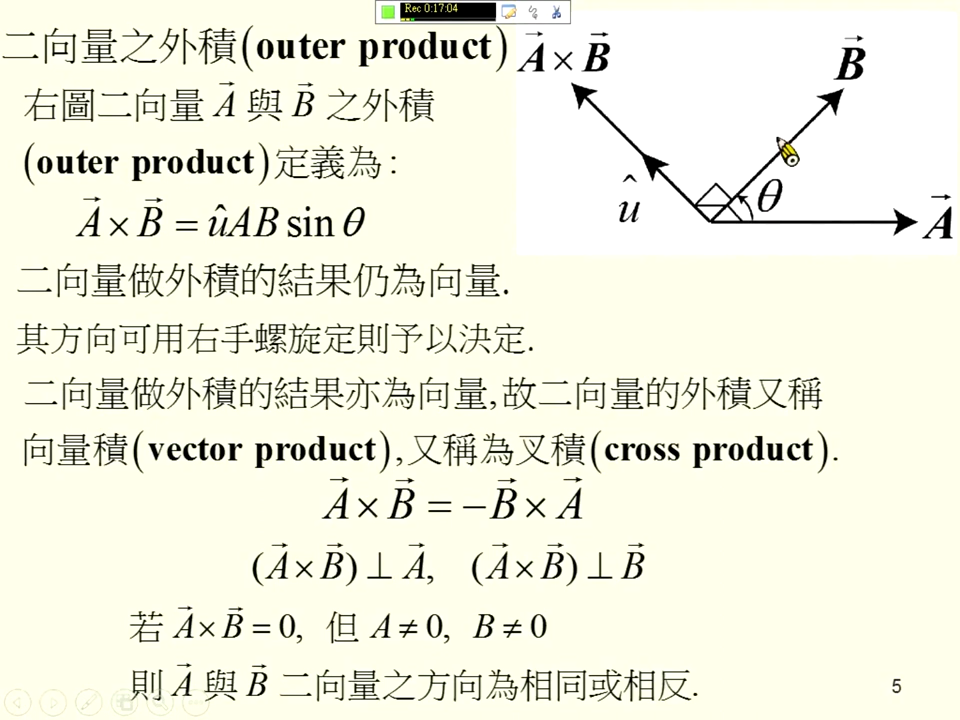 Rec 0:17:04
二向量之外積(outer product)
右圖二向量 A⃗ 與 B⃗ 之外積
(outer product)定義為:
A⃗ × B⃗ = ûAB sin θ
A⃗ × B⃗
B⃗
û
θ
A⃗
二向量做外積的結果仍為向量.
其方向可用右手螺旋定則予以決定.
二向量做外積的結果亦為向量,故二向量的外積又稱
向量積(vector product),又稱為叉積(cross product).
A⃗ × B⃗ = −B⃗ × A⃗
(A⃗ × B⃗) ⊥ A⃗, (A⃗ × B⃗) ⊥ B⃗
若 A⃗ × B⃗ = 0, 但 A ≠ 0, B ≠ 0
則 A⃗ 與 B⃗ 二向量之方向為相同或相反.
5